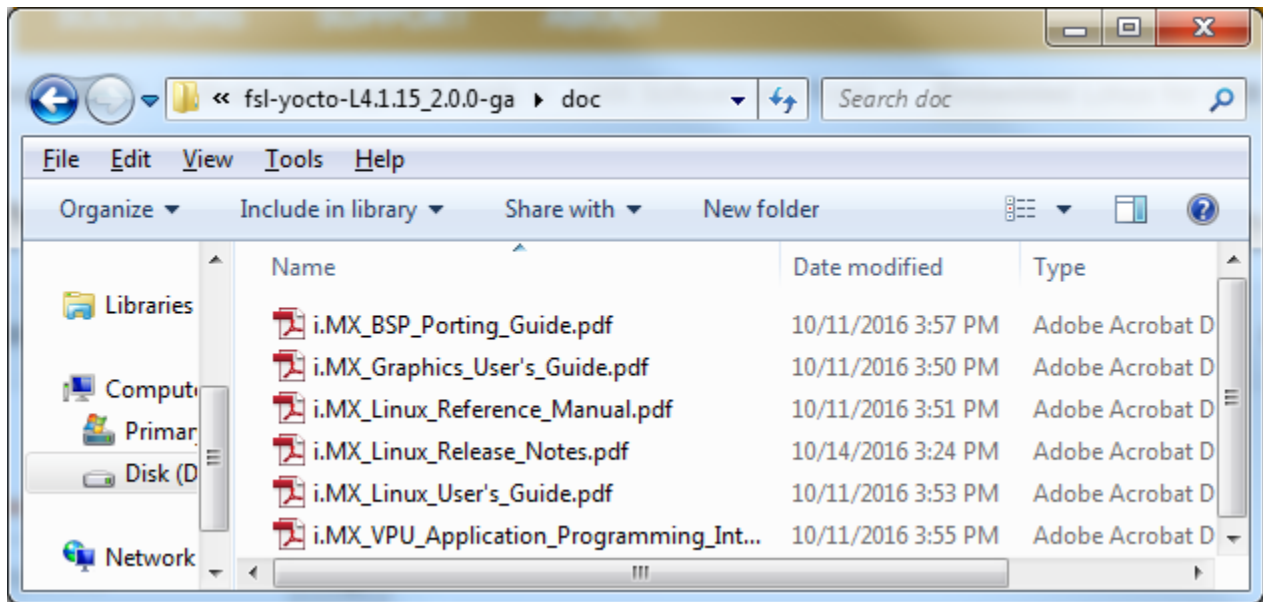 « fsl-yocto-L4.1.15_2.0.0-ga ▸ doc Search doc
File Edit View Tools Help
Organize Include in library Share with New folder
Name Date modified Type
Libraries
i.MX_BSP_Porting_Guide.pdf 10/11/2016 3:57 PM Adobe Acrobat D
i.MX_Graphics_User's_Guide.pdf 10/11/2016 3:50 PM Adobe Acrobat D
Compute
i.MX_Linux_Reference_Manual.pdf 10/11/2016 3:51 PM Adobe Acrobat D
Primar
i.MX_Linux_Release_Notes.pdf 10/14/2016 3:24 PM Adobe Acrobat D
Disk (D
i.MX_Linux_User's_Guide.pdf 10/11/2016 3:53 PM Adobe Acrobat D
i.MX_VPU_Application_Programming_Int... 10/11/2016 3:55 PM Adobe Acrobat D
Network